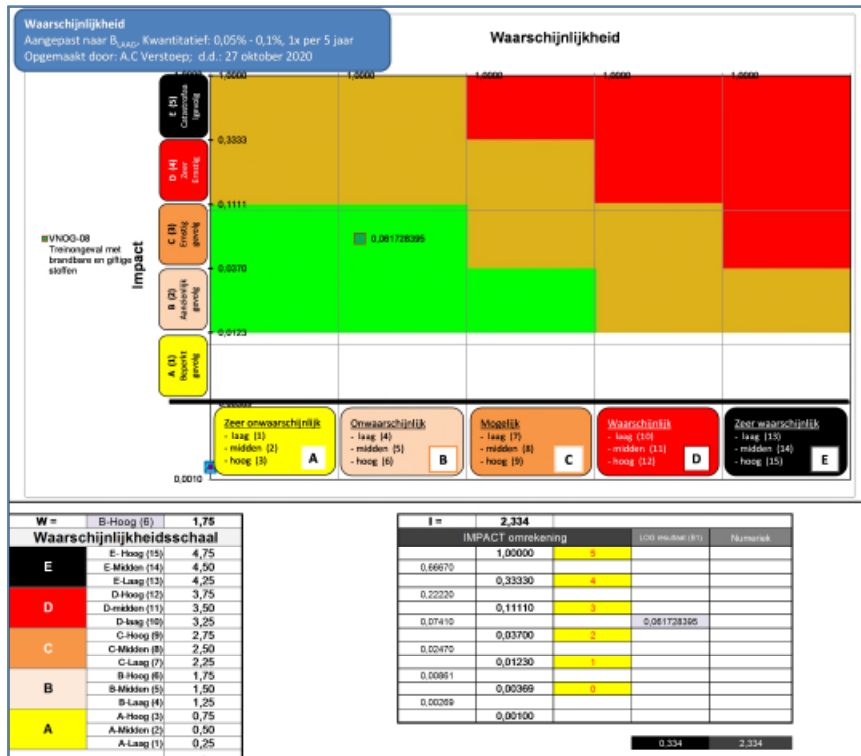 Waarschijnlijkheid
Aangepast naar B_LAAG, Kwantitatief: 0,05% - 0,1%, 1x per 5 jaar
Opgemaakt door: A.C Verstoep; d.d.: 27 oktober 2020
Waarschijnlijkheid
1,0000 1,0000 1,0000 1,0000
E (5)
Catastrofaal
gevolg
0,3333
D (4)
Zeer
Ernstig
0,1111
C (3)
Ernstig
gevolg
0,0370
B (2)
Aanzienlijk
gevolg
0,0123
A (1)
Beperkt
gevolg
Impact
VNOG-08
Treinongeval met
brandbare en giftige
stoffen
0,061728395
0,0010
Zeer onwaarschijnlijk
- laag (1)
- midden (2)
- hoog (3)
A
Onwaarschijnlijk
- laag (4)
- midden (5)
- hoog (6)
B
Mogelijk
- laag (7)
- midden (8)
- hoog (9)
C
Waarschijnlijk
- laag (10)
- midden (11)
- hoog (12)
D
Zeer waarschijnlijk
- laag (13)
- midden (14)
- hoog (15)
E
W = B-Hoog (6) 1,75
Waarschijnlijkheidsschaal
E E- Hoog (15) 4,75
E-Midden (14) 4,50
E-Laag (13) 4,25
D D-Hoog (12) 3,75
D-midden (11) 3,50
D-laag (10) 3,25
C C-Hoog (9) 2,75
C-Midden (8) 2,50
C-Laag (7) 2,25
B B-Hoog (6) 1,75
B-Midden (5) 1,50
B-Laag (4) 1,25
A A-Hoog (3) 0,75
A-Midden (2) 0,50
A-Laag (1) 0,25
I = 2,334
IMPACT omrekening LOG resultaat (B1) Numeriek
1,00000 5
0,66670
0,33330 4
0,22220
0,11110 3
0,07410 0,061728395
0,03700 2
0,02470
0,01230 1
0,00861
0,00369 0
0,00269
0,00100
0,334 2,334